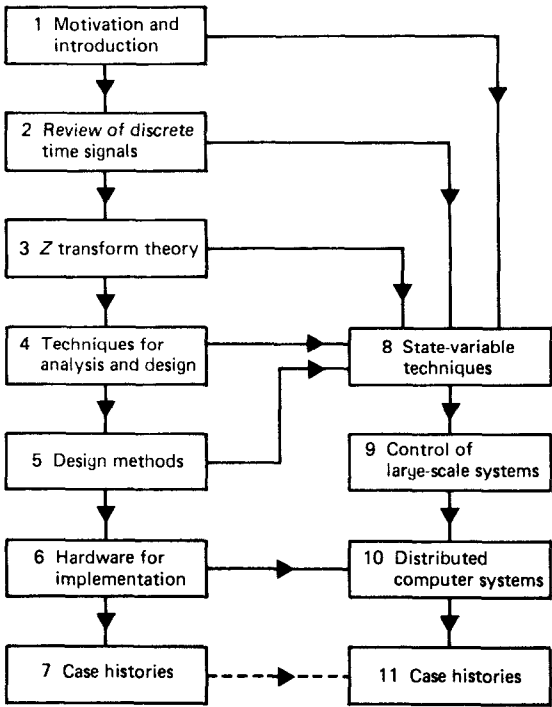 1 Motivation and
introduction
2 Review of discrete
time signals
3 Z transform theory
4 Techniques for
analysis and design
5 Design methods
6 Hardware for
implementation
7 Case histories
8 State-variable
techniques
9 Control of
large-scale systems
10 Distributed
computer systems
11 Case histories